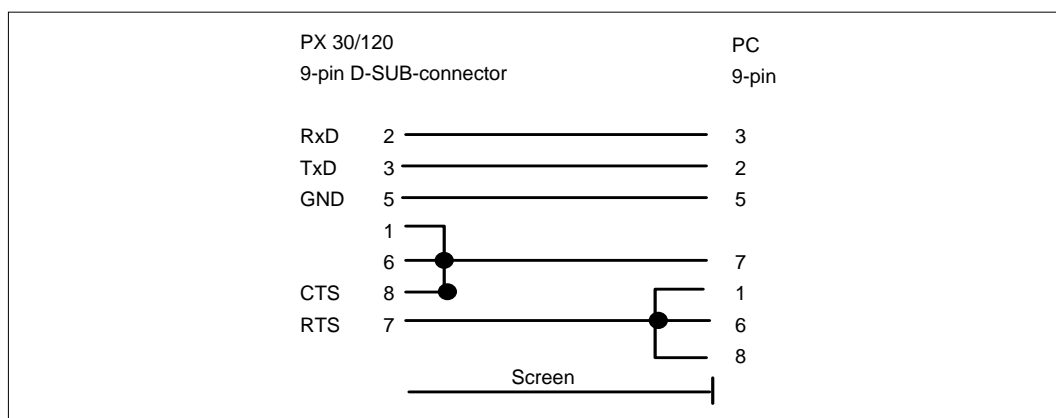 PX 30/120 PC
9-pin D-SUB-connector 9-pin
RxD 2 3
TxD 3 2
GND 5 5
1
6 7
CTS 8 1
RTS 7 6
8
Screen